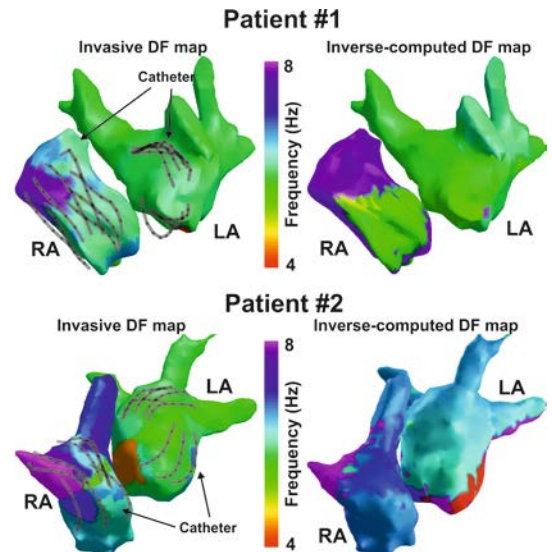 Patient #1
Invasive DF map
Inverse-computed DF map
Catheter
8
Frequency (Hz)
4
RA
LA
RA
LA
Patient #2
Invasive DF map
Inverse-computed DF map
8
Frequency (Hz)
4
LA
RA
Catheter
LA
RA